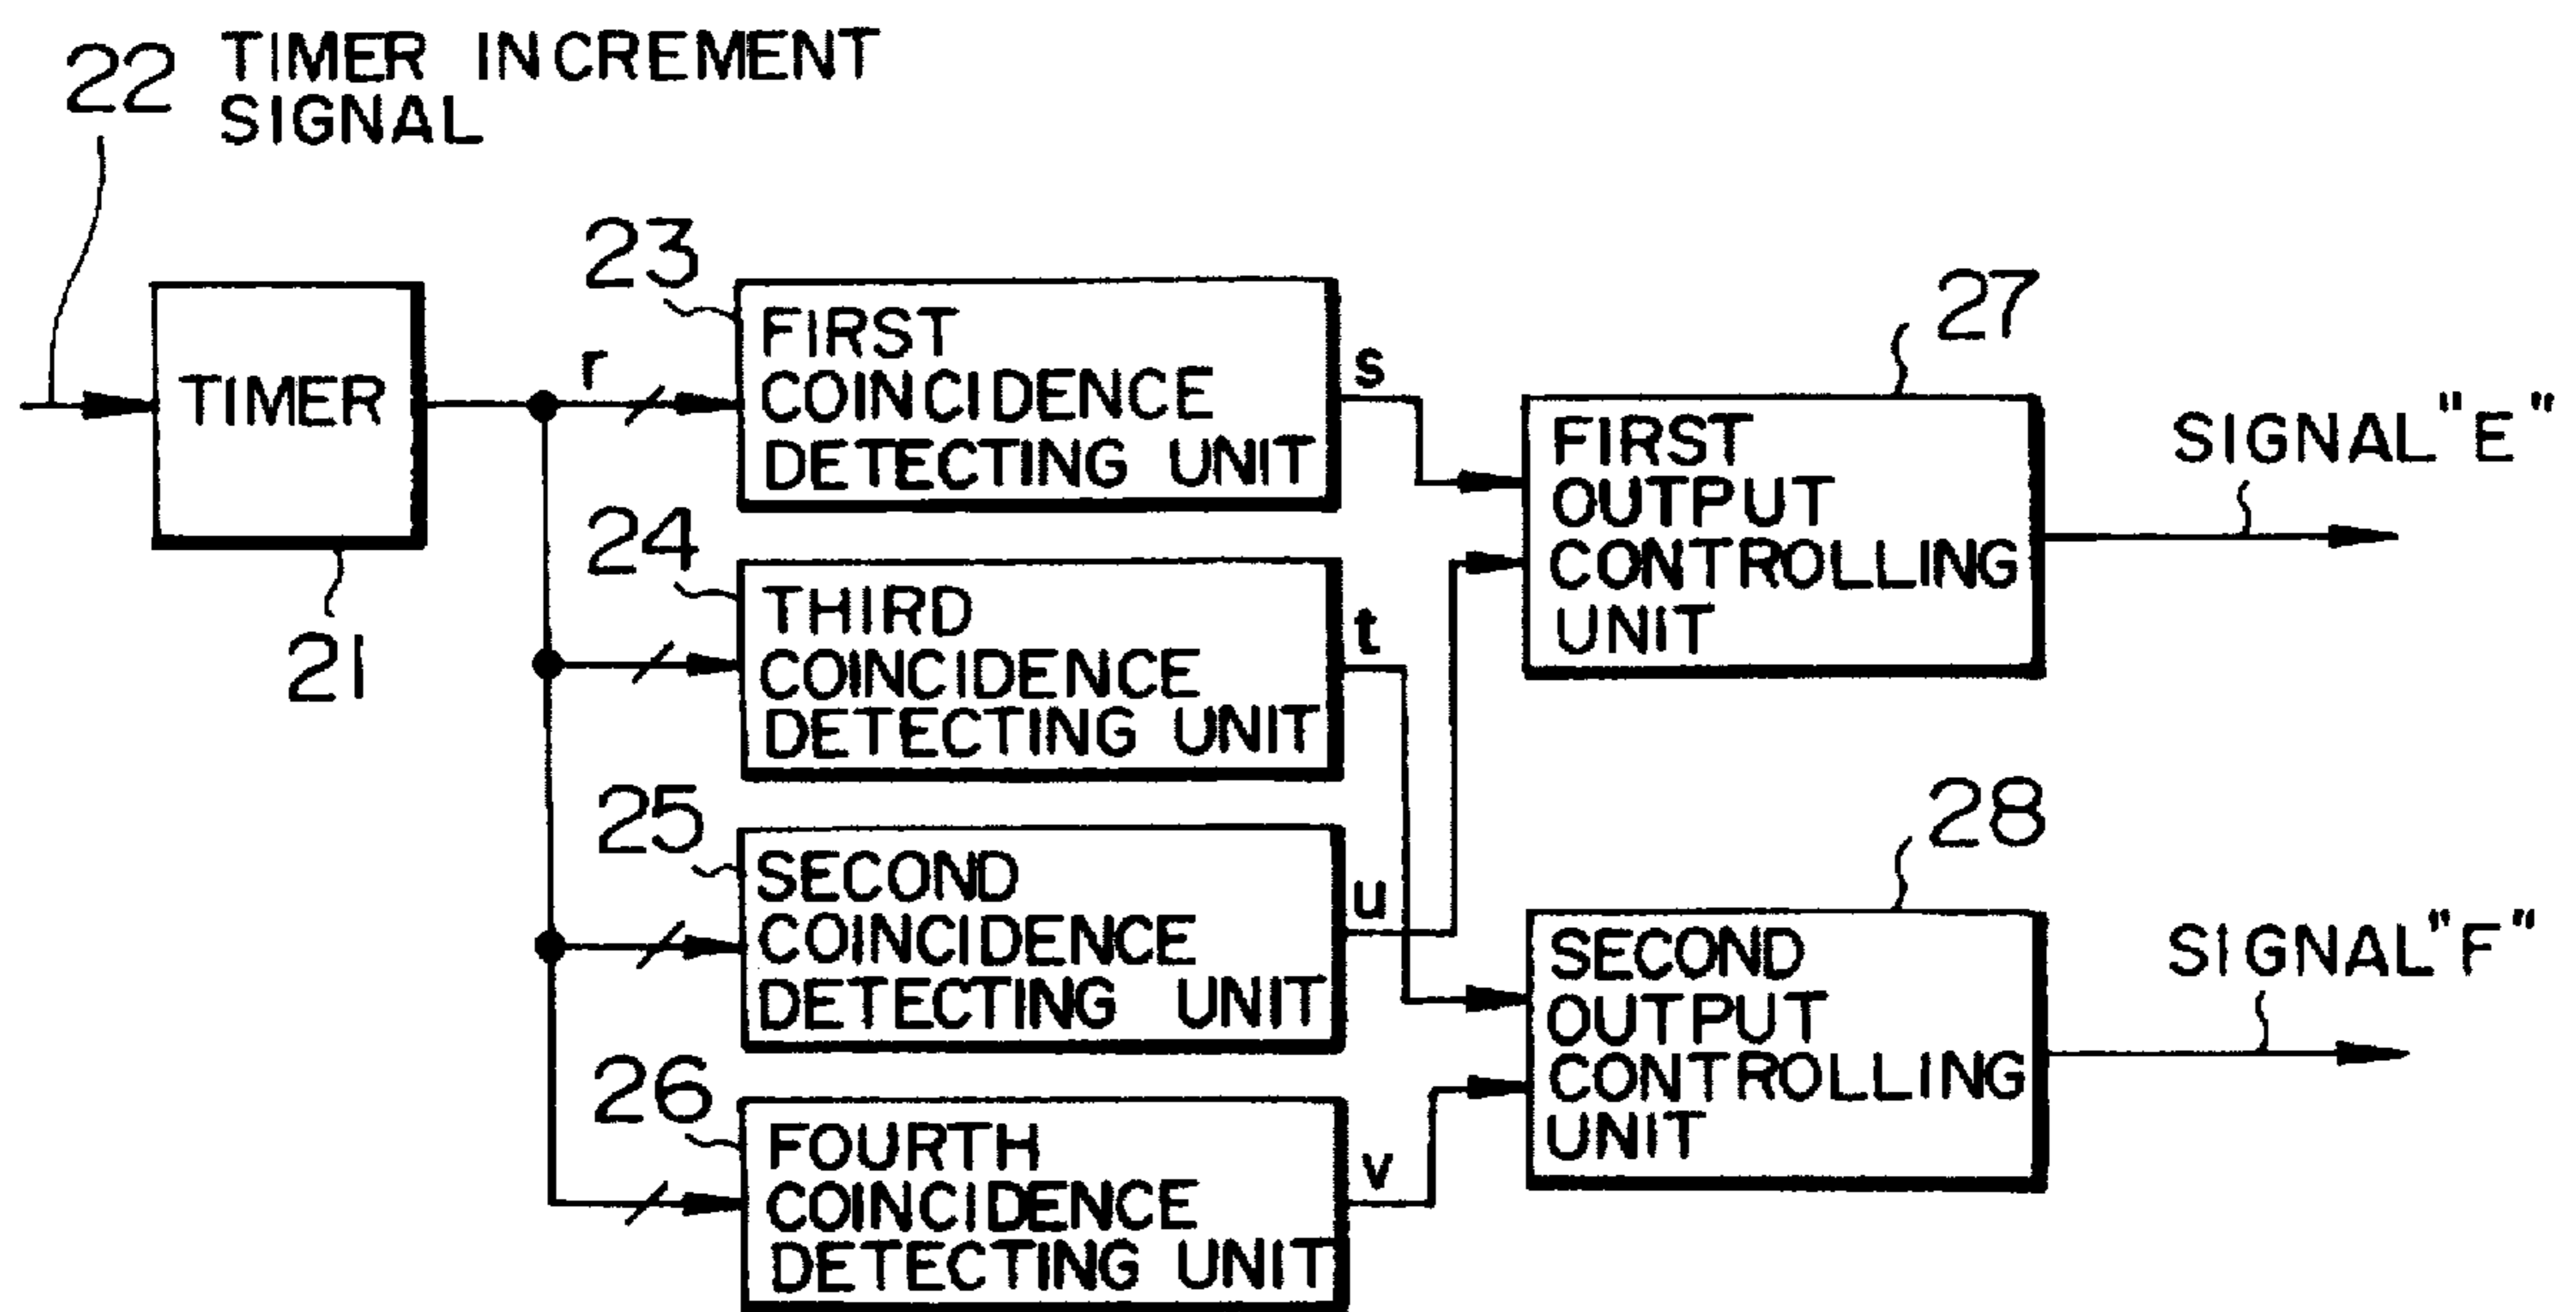 22 TIMER INCREMENT
SIGNAL
TIMER
21
r
23
FIRST
COINCIDENCE
DETECTING UNIT
s
24
THIRD
COINCIDENCE
DETECTING UNIT
t
25
SECOND
COINCIDENCE
DETECTING UNIT
u
26
FOURTH
COINCIDENCE
DETECTING UNIT
v
27
FIRST
OUTPUT
CONTROLLING
UNIT
SIGNAL "E"
28
SECOND
OUTPUT
CONTROLLING
UNIT
SIGNAL "F"